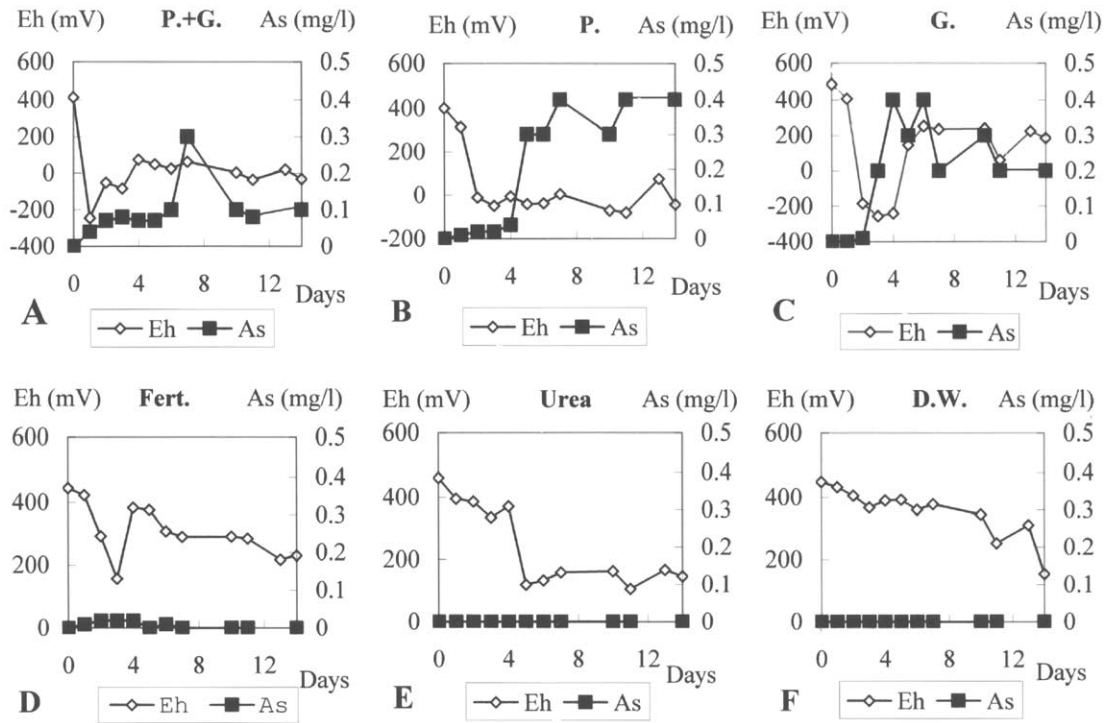 Eh (mV) P.+G. As (mg/l)
600 0.5
400 0.4
200 0.3
0 0.2
-200 0.1
-400 0
0 4 8 12 Days
A
Eh As
Eh (mV) P. As (mg/l)
600 0.5
400 0.4
200 0.3
0 0.2
-200 0.1
0
0 4 8 12 Days
B
Eh As
Eh (mV) G. As (mg/l)
600 0.5
400 0.4
200 0.3
0 0.2
-200 0.1
-400 0
0 4 8 12 Days
C
Eh As
Eh (mV) Fert. As (mg/l)
600 0.5
400 0.4
200 0.3
0 0.2
0.1
0
0 4 8 12 Days
D
Eh As
Eh (mV) Urea As (mg/l)
600 0.5
400 0.4
200 0.3
0 0.2
0.1
0
0 4 8 12 Days
E
Eh As
Eh (mV) D.W. As (mg/l)
600 0.5
400 0.4
200 0.3
0 0.2
0.1
0
0 4 8 12 Days
F
Eh As